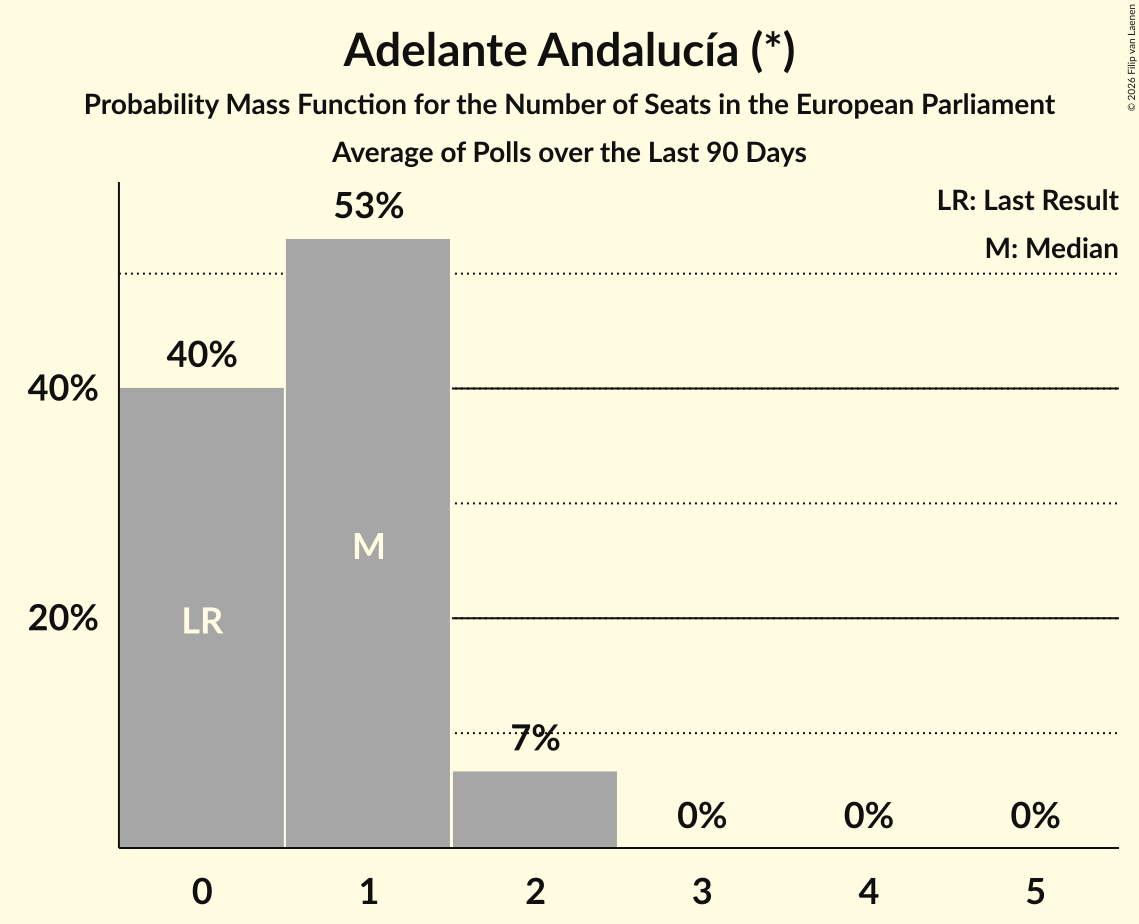 Adelante Andalucía (*)
Probability Mass Function for the Number of Seats in the European Parliament
Average of Polls over the Last 90 Days
© 2026 Filip van Laenen
LR: Last Result
M: Median
53%
40%
40%
M
LR
20%
7%
0%
0%
0%
0
1
2
3
4
5